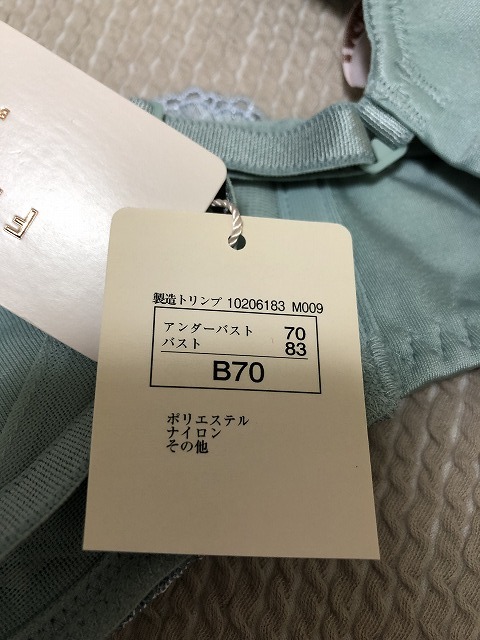 製造トリンプ 10206183 M009
アンダーバスト 70
バスト 83
B70
ポリエステル
ナイロン
その他